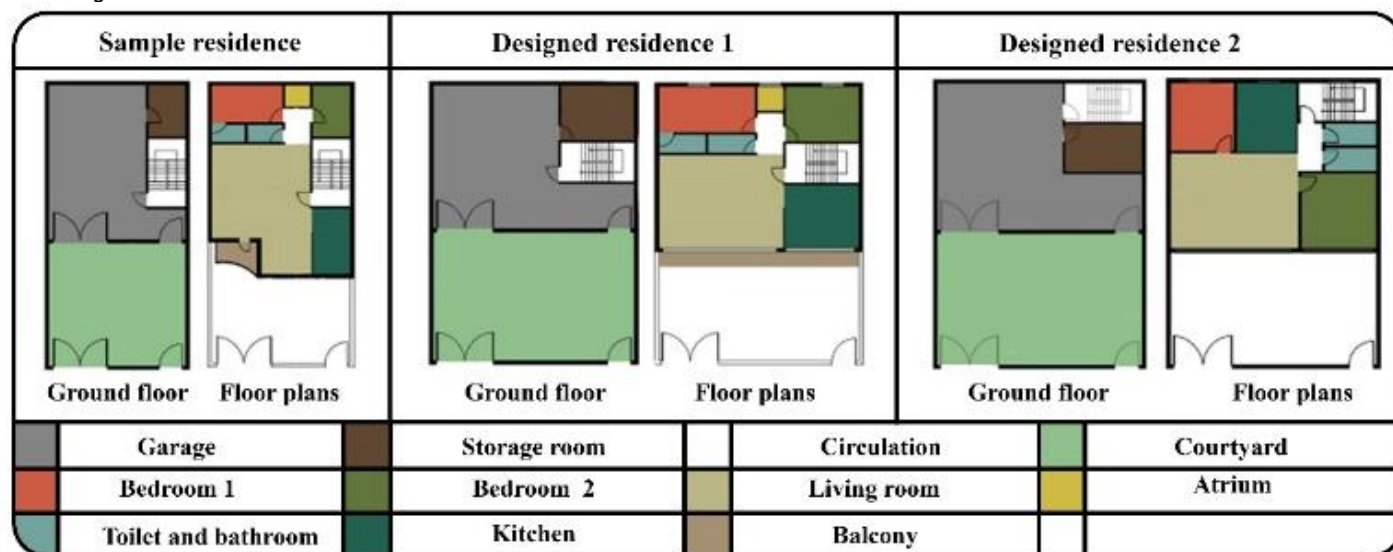 Sample residence
Designed residence 1
Designed residence 2
Ground floor
Floor plans
Ground floor
Floor plans
Ground floor
Floor plans
Garage
Storage room
Circulation
Courtyard
Bedroom 1
Bedroom 2
Living room
Atrium
Toilet and bathroom
Kitchen
Balcony